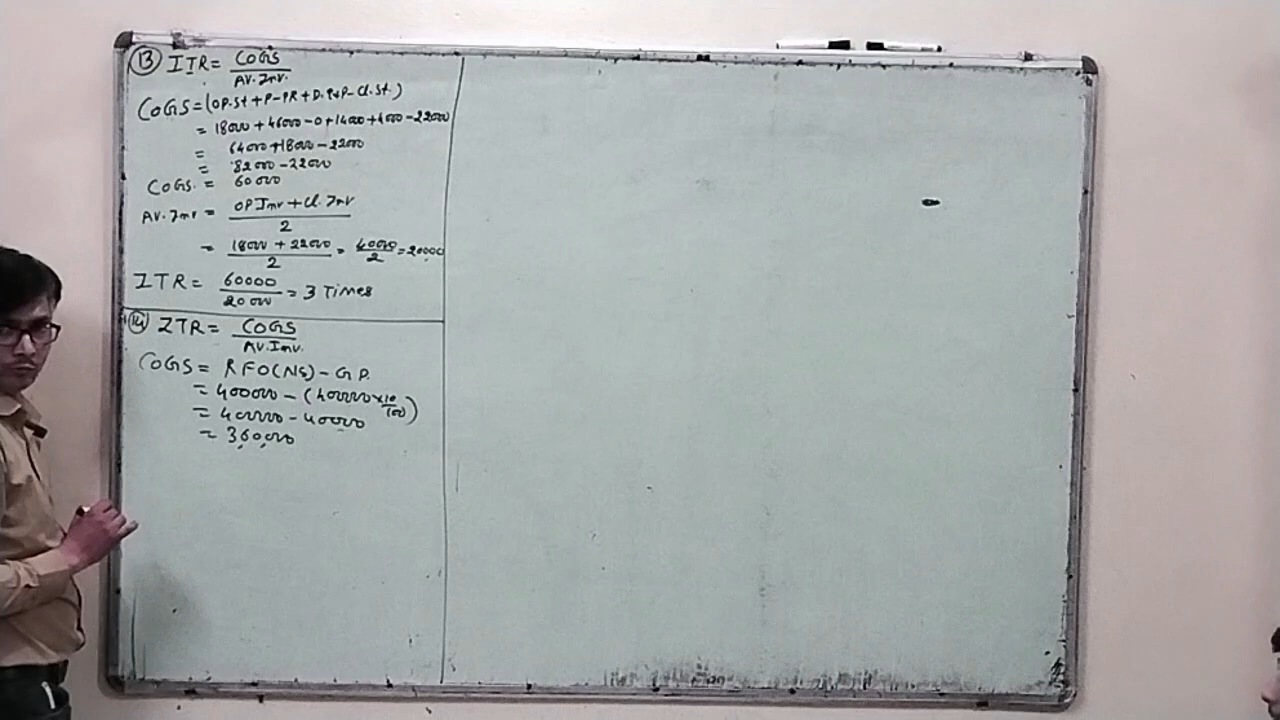 13 ITR = COGS / AV. Inv.
COGS = (OP.St + P - PR + D.P+P - Cl.St.)
= 18000 + 46000 - 0 + 14000 + 4000 - 22000
= 64000 + 18000 - 22000
= 82000 - 22000
COGS. = 60000
AV. Inv = OP Inv + Cl. Inv / 2
= 18000 + 22000 / 2 = 40000 / 2 = 20000
ITR = 60000 / 20000 = 3 Times
14 ITR = COGS / AV. Inv.
COGS = RFO(NS) - G P.
= 400000 - (400000 × 10/100)
= 400000 - 40000
= 360000